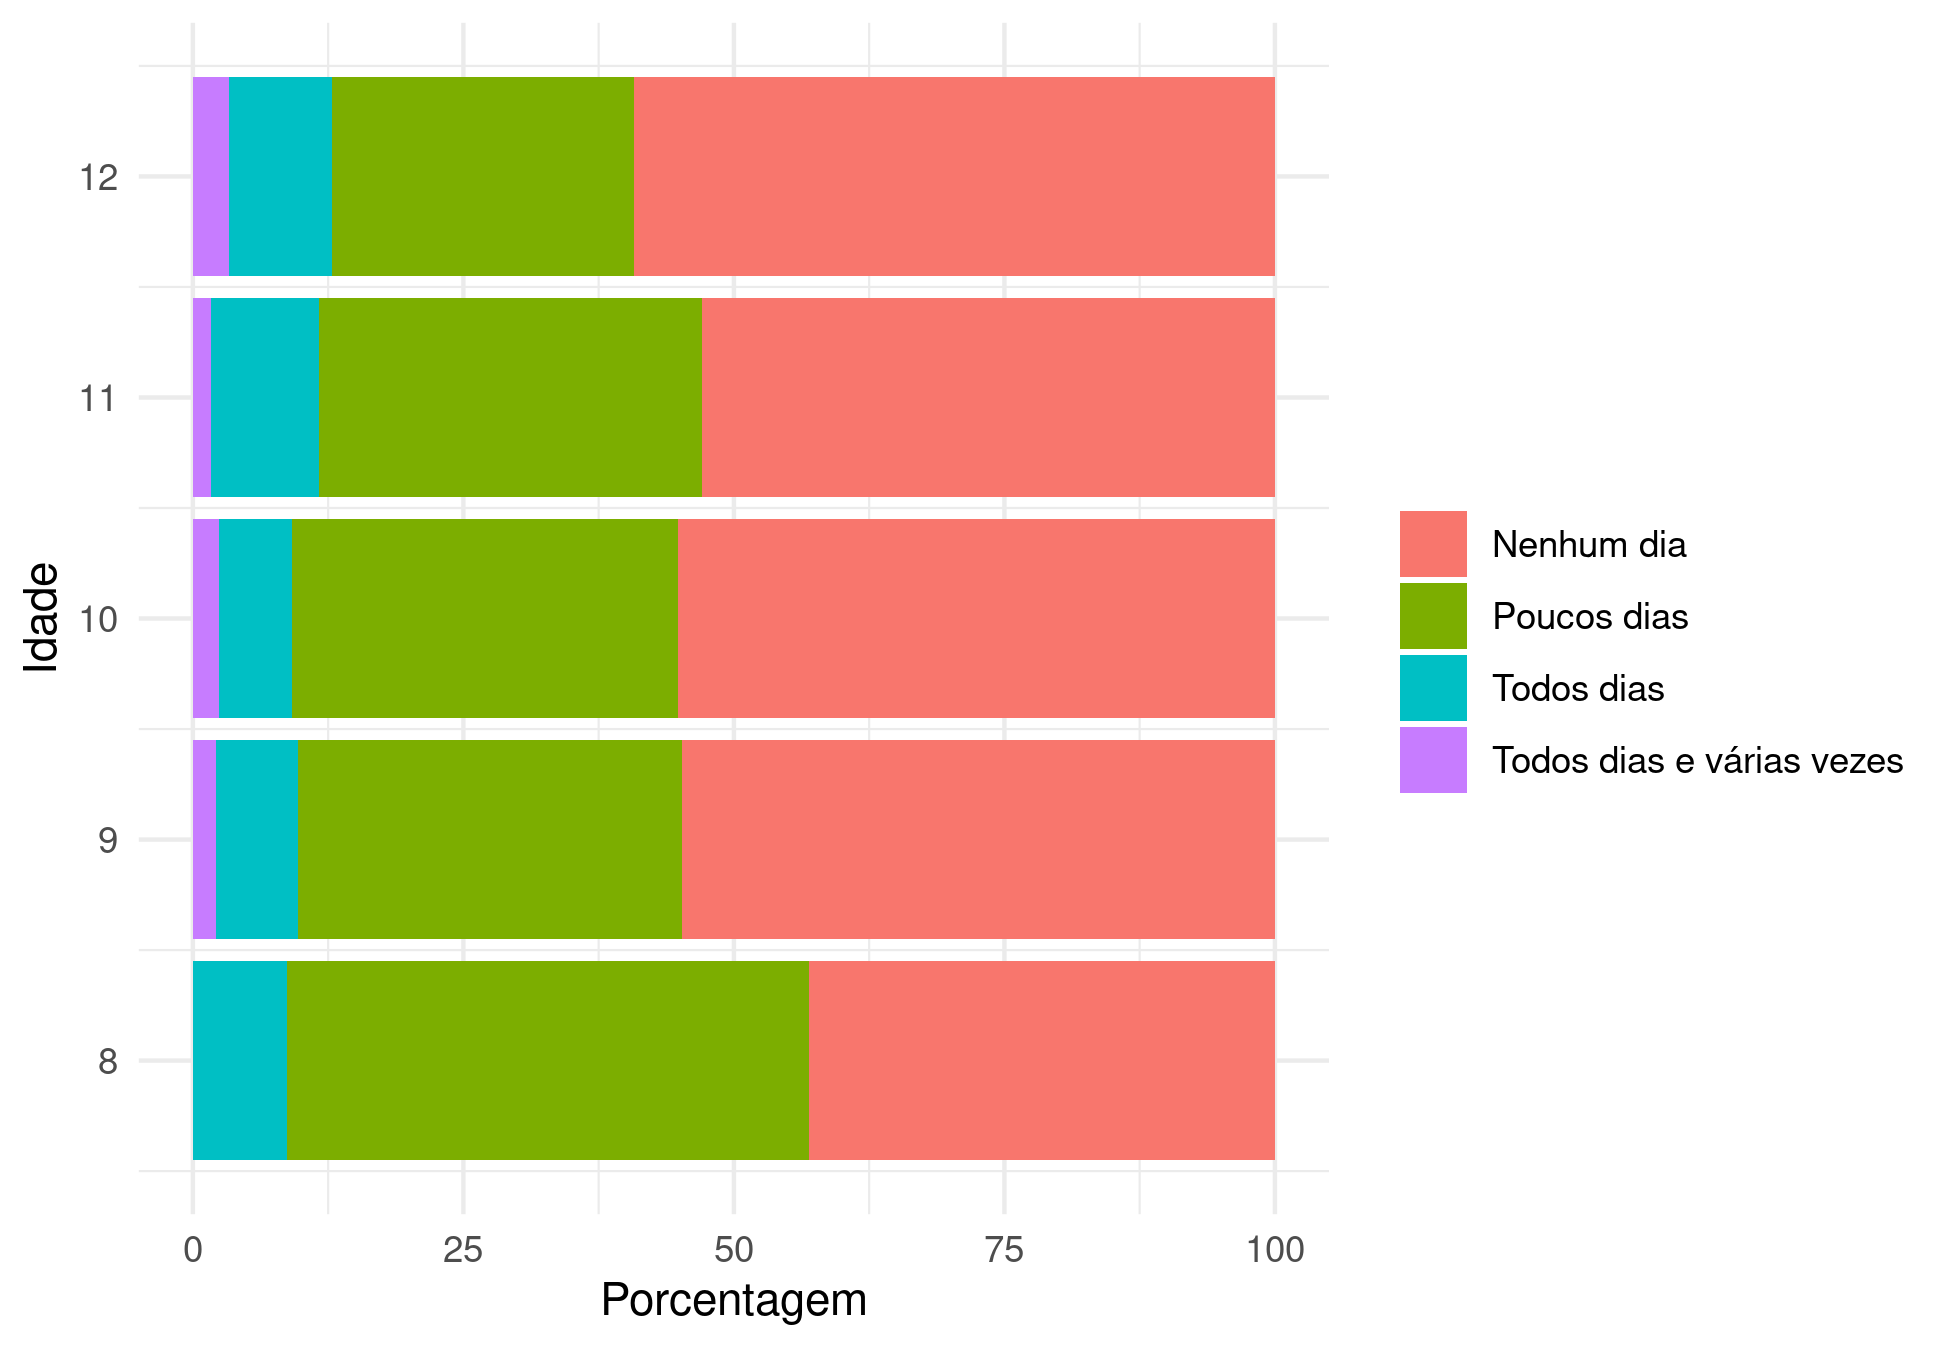 12
11
10
9
8
Idade
0 25 50 75 100
Porcentagem
Nenhum dia
Poucos dias
Todos dias
Todos dias e várias vezes